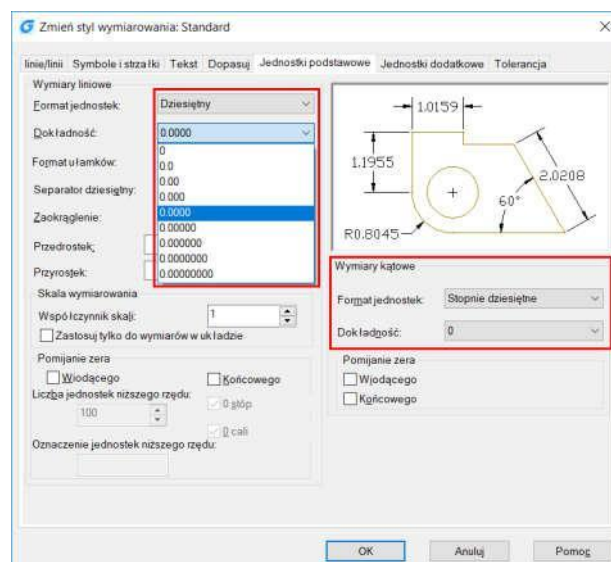 Zmień styl wymiarowania: Standard
linie/linii Symbole i strzałki Tekst Dopasuj Jednostki podstawowe Jednostki dodatkowe Tolerancja
Wymiary liniowe
Format jednostek: Dziesiętny
Dokładność: 0.0000
0
0.0
0.00
0.000
0.0000
0.00000
0.000000
0.0000000
0.00000000
Format ułamków:
Separator dziesiętny:
Zaokrąglenie:
Przedrostek:
Przyrostek:
Skala wymiarowania
Współczynnik skali: 1
Zastosuj tylko do wymiarów w układzie
Pomijanie zera
Wiodącego Końcowego
Liczba jednostek niższego rzędu: 0 stóp
100
0 cali
Oznaczenie jednostek niższego rzędu:
1.0159
1.1955
2.0208
60°
R0.8045
Wymiary kątowe
Format jednostek: Stopnie dziesiętne
Dokładność: 0
Pomijanie zera
Wiodącego
Końcowego
OK Anuluj Pomoc